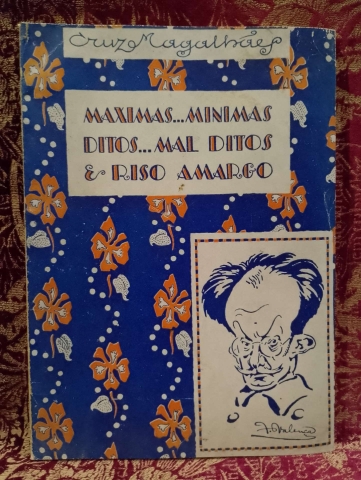 Cruz Magalhães
MAXIMAS...MINIMAS
DITOS...MAL DITOS
& RISO AMARGO